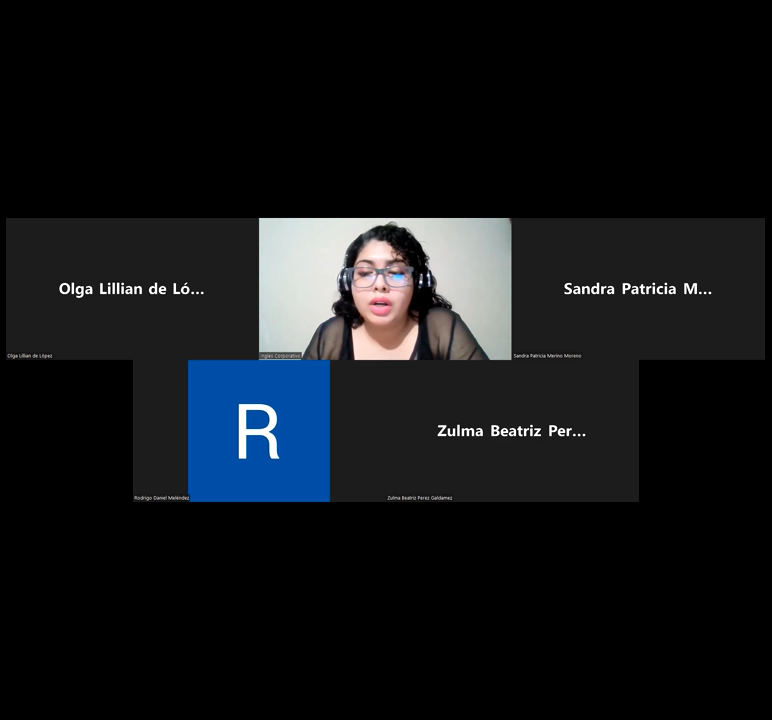 Olga Lillian de Ló...
Sandra Patricia M...
Olga Lillian de López
Ingles Corporativo
Sandra Patricia Merino Moreno
R
Zulma Beatriz Per...
Rodrigo Daniel Meléndez
Zulma Beatriz Perez Galdamez